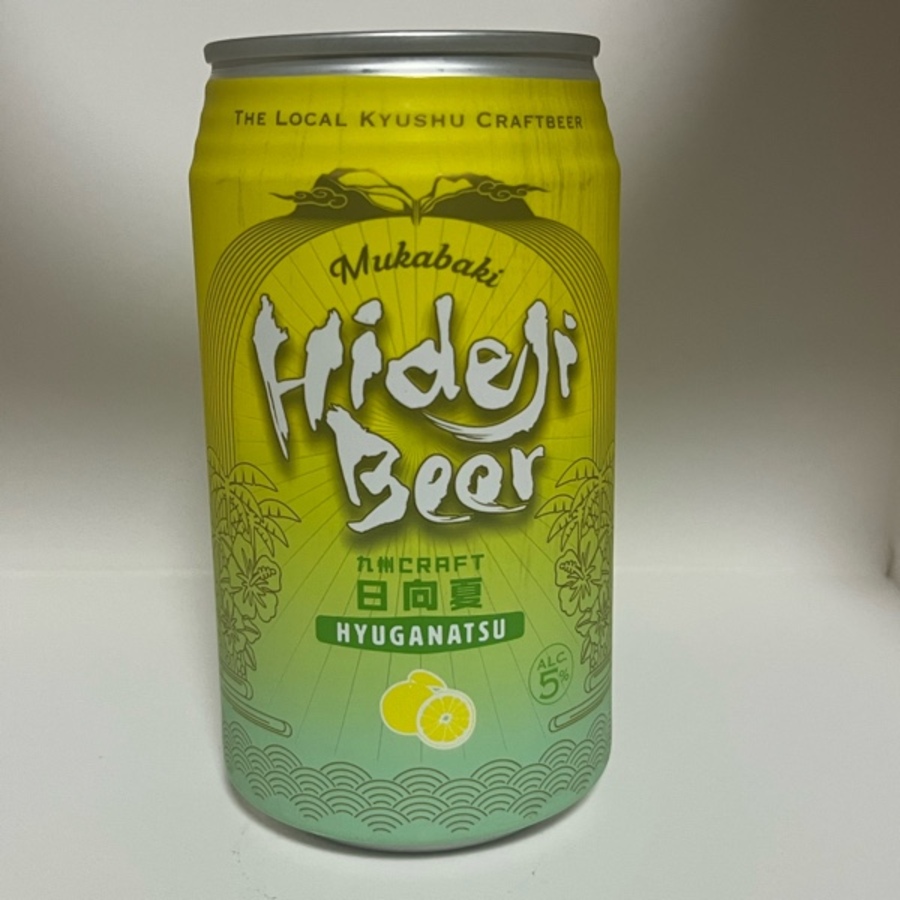 THE LOCAL KYUSHU CRAFTBEER
Mukabaki
Hideji
Beer
九州CRAFT
日向夏
HYUGANATSU
ALC.
5%